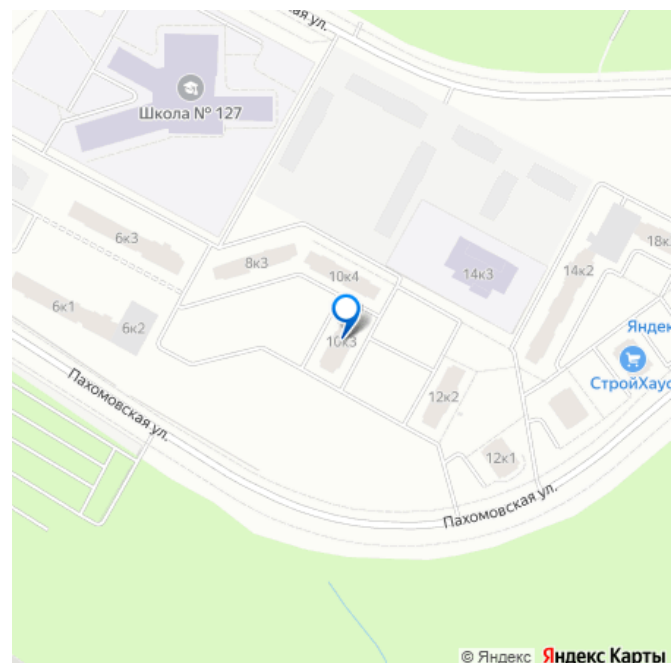 ая ул.
Школа № 127
6к3
8к3
10к4
14к3
14к2
18к
6к1
6к2
10к3
Яндек
СтройХаус
12к2
Пахомовская ул.
12к1
Пахомовская ул.
© Яндекс Яндекс Карты